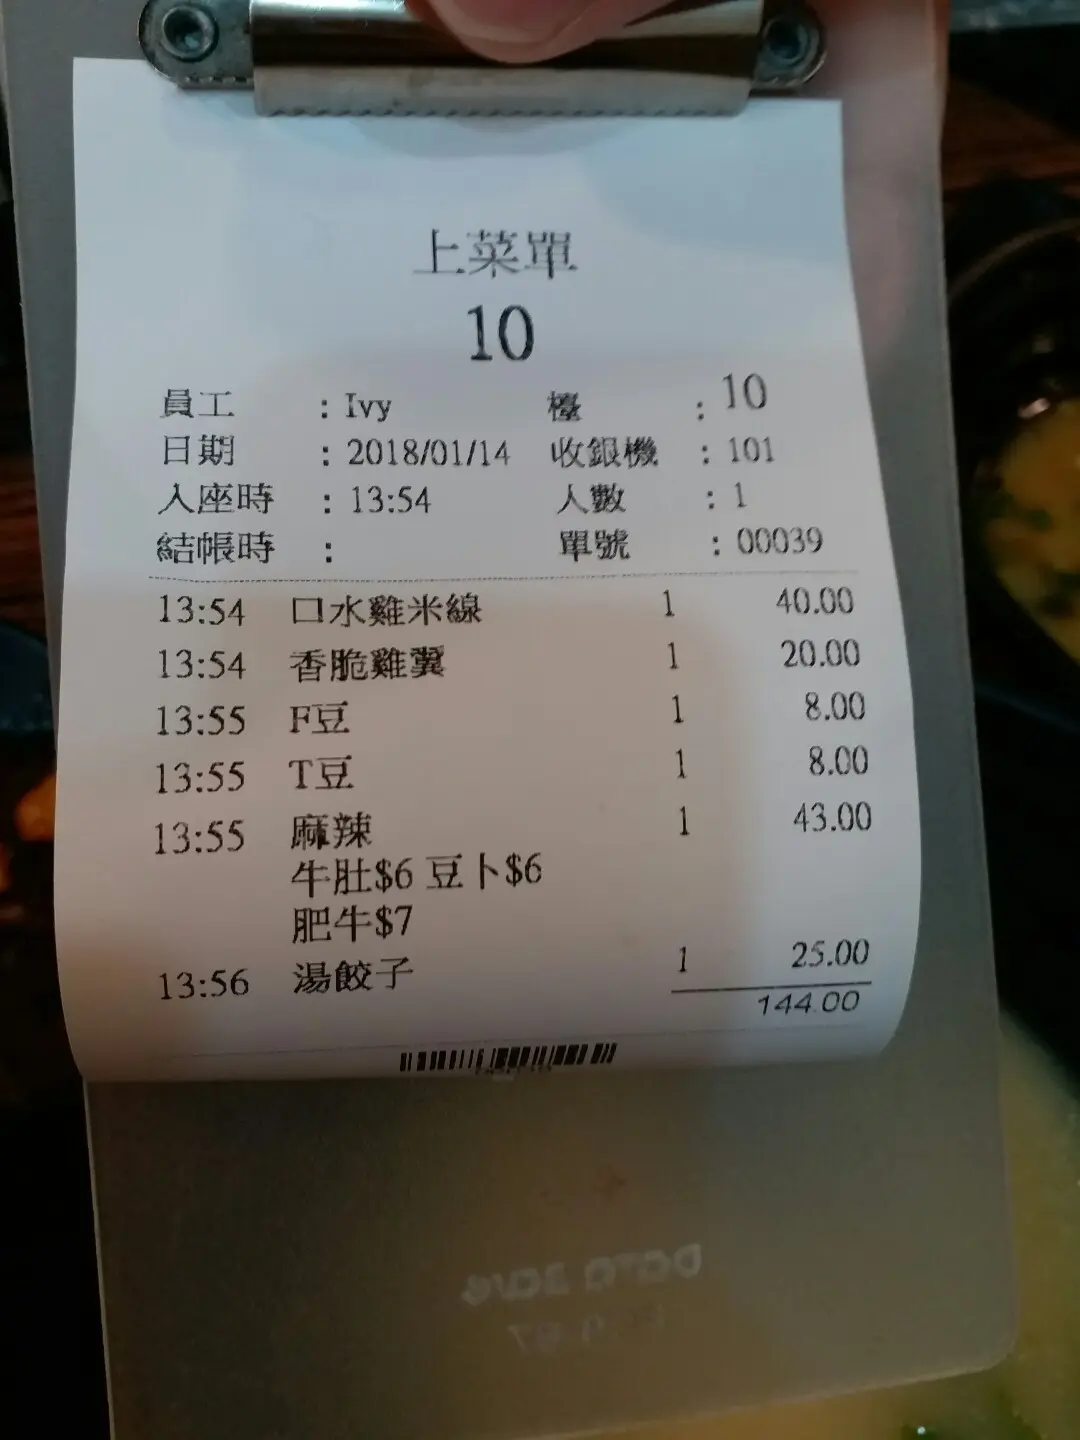 上菜單
10
員工 : Ivy 檯 : 10
日期 : 2018/01/14 收銀機 : 101
入座時 : 13:54 人數 : 1
結帳時 : 單號 : 00039
13:54 口水雞米線 1 40.00
13:54 香脆雞翼 1 20.00
13:55 F豆 1 8.00
13:55 T豆 1 8.00
13:55 麻辣 1 43.00
牛肚$6 豆卜$6
肥牛$7
13:56 湯餃子 1 25.00
144.00